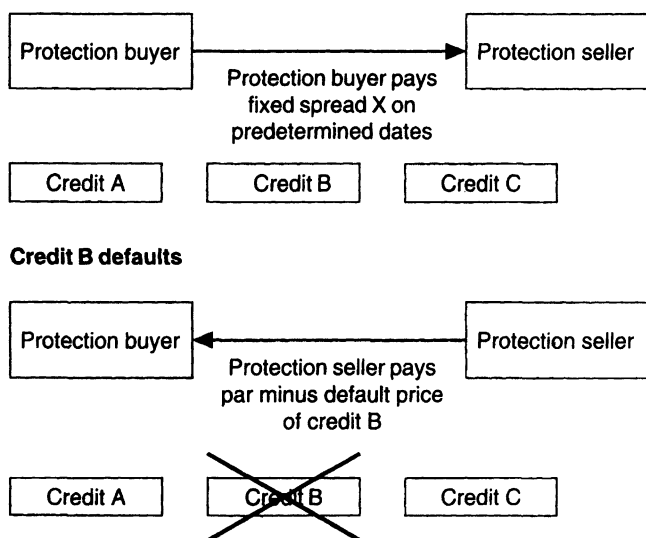 Protection buyer
Protection seller
Protection buyer pays
fixed spread X on
predetermined dates
Credit A
Credit B
Credit C
Credit B defaults
Protection buyer
Protection seller
Protection seller pays
par minus default price
of credit B
Credit A
Credit B
Credit C